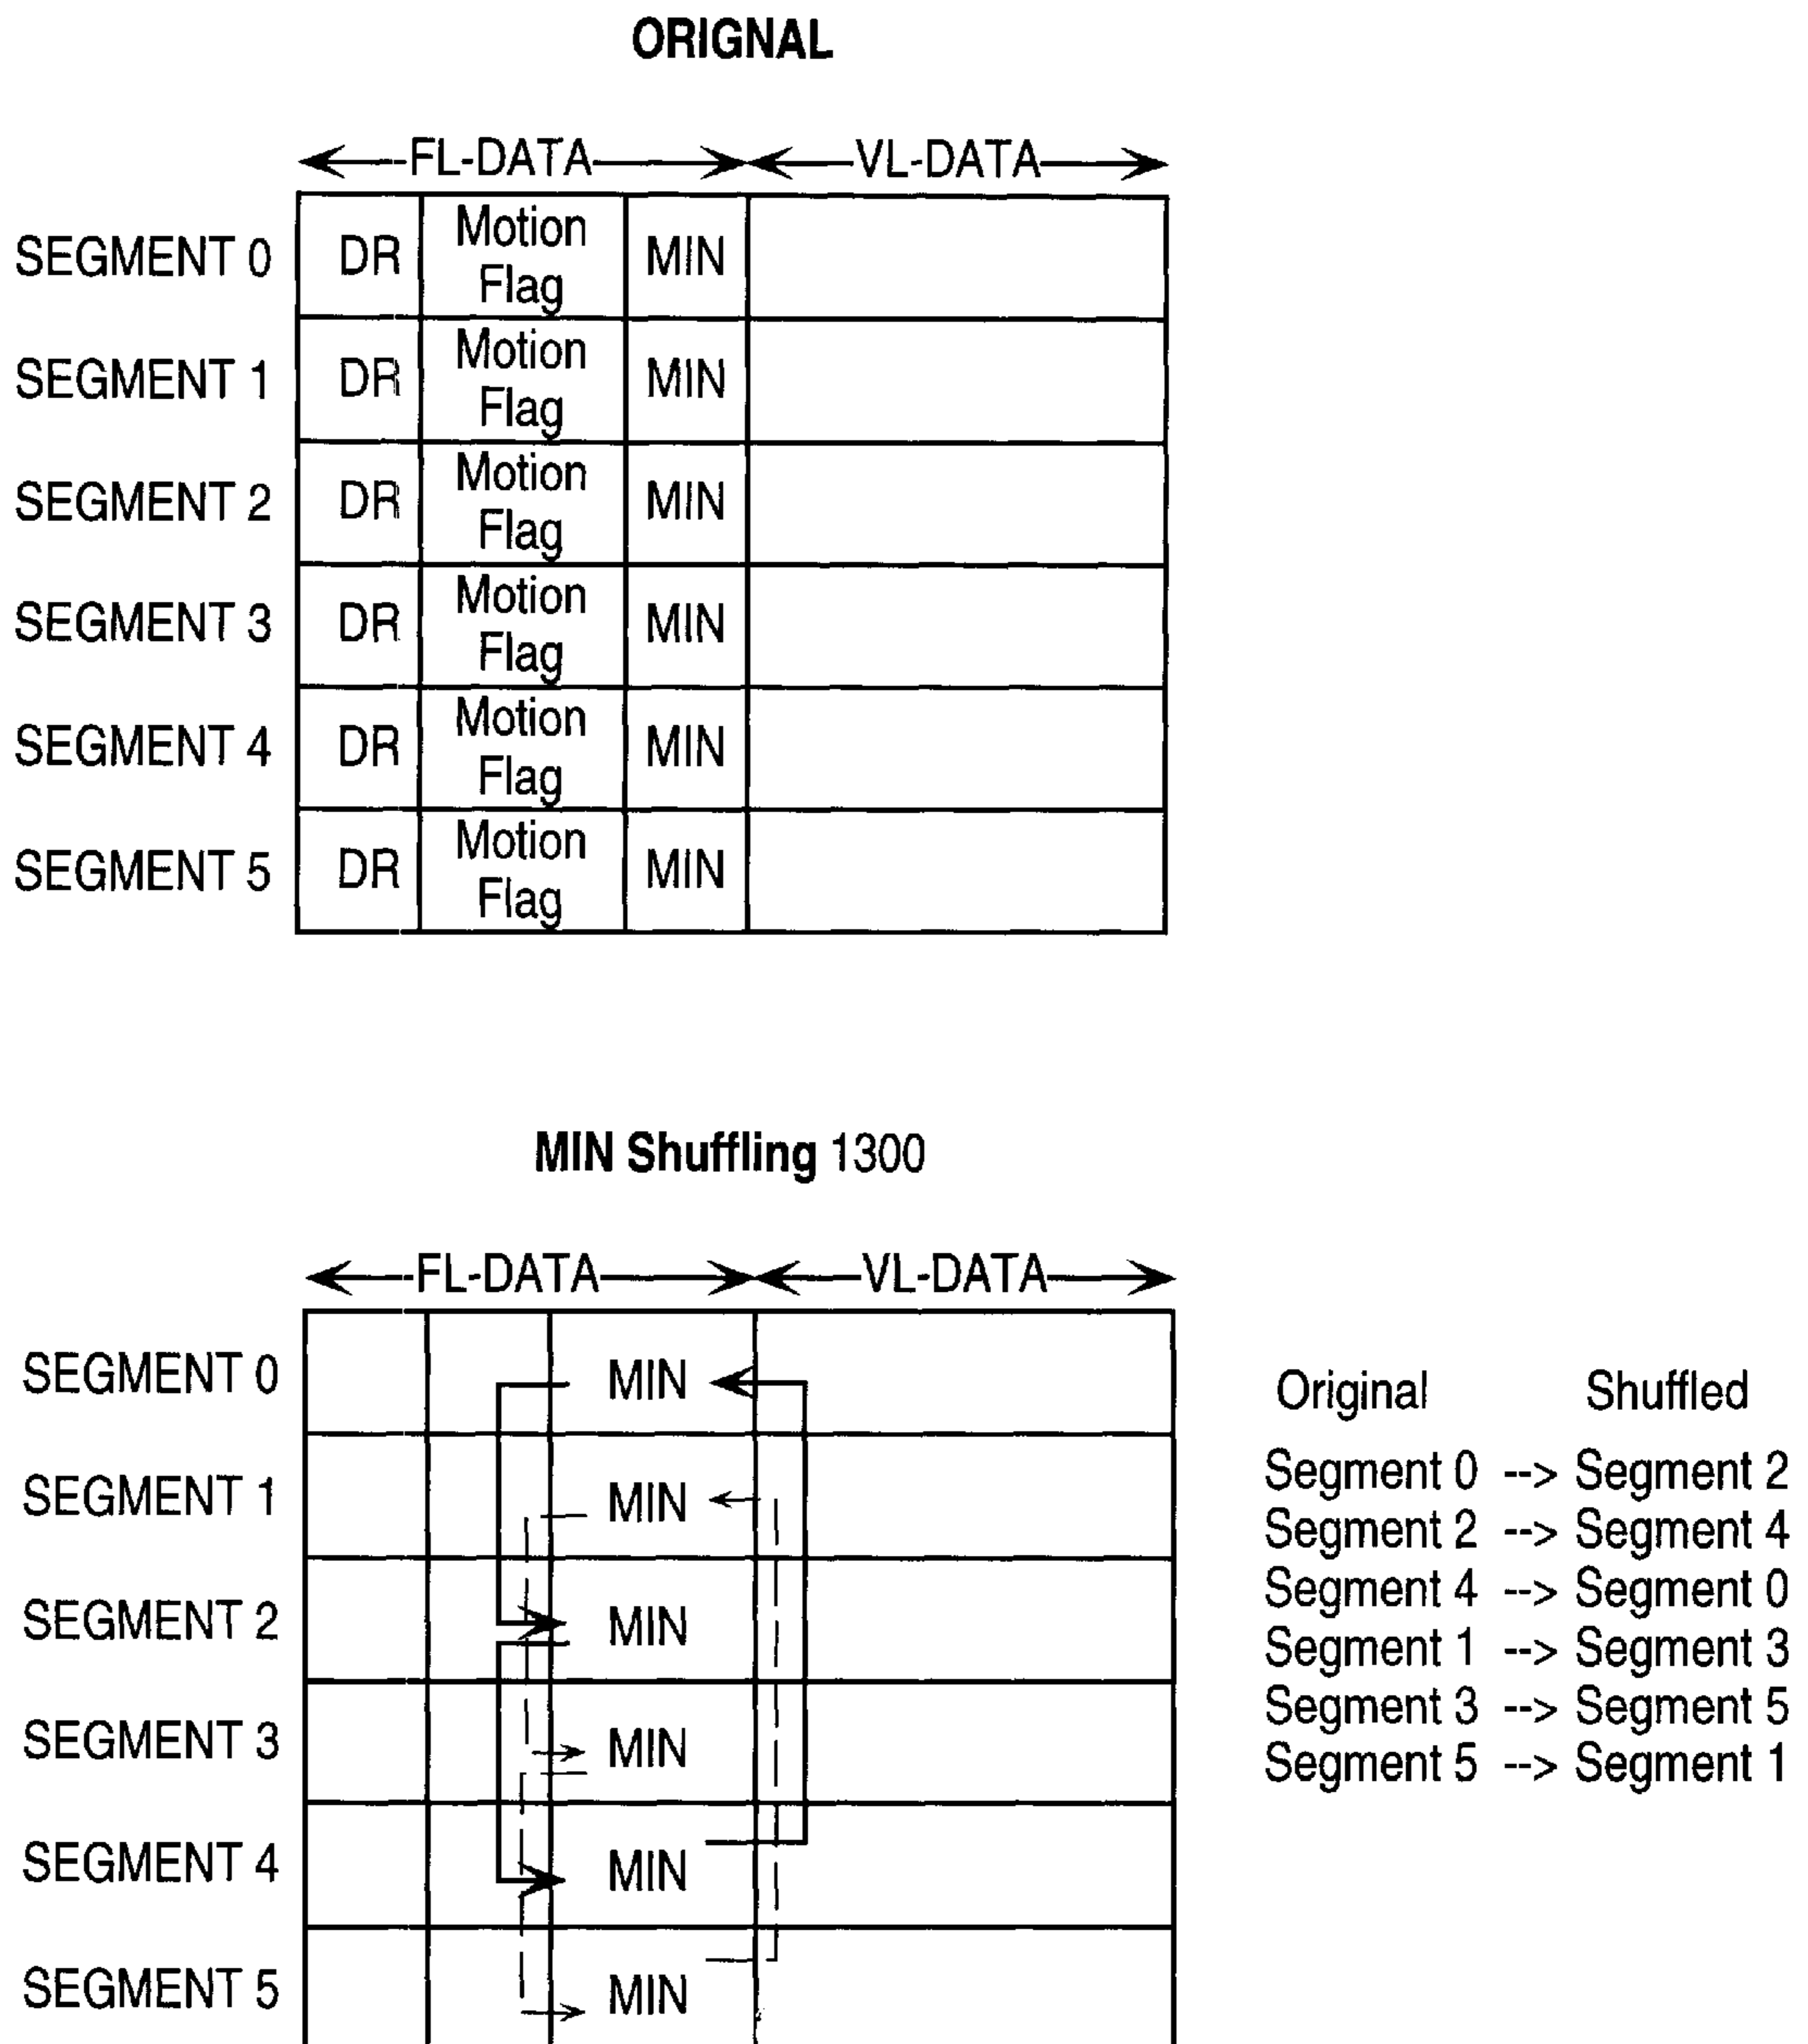 ORIGNAL
FL-DATA VL-DATA
SEGMENT 0 DR Motion Flag MIN
SEGMENT 1 DR Motion Flag MIN
SEGMENT 2 DR Motion Flag MIN
SEGMENT 3 DR Motion Flag MIN
SEGMENT 4 DR Motion Flag MIN
SEGMENT 5 DR Motion Flag MIN
MIN Shuffling 1300
FL-DATA VL-DATA
SEGMENT 0 MIN
SEGMENT 1 MIN
SEGMENT 2 MIN
SEGMENT 3 MIN
SEGMENT 4 MIN
SEGMENT 5 MIN
Original Shuffled
Segment 0 --> Segment 2
Segment 2 --> Segment 4
Segment 4 --> Segment 0
Segment 1 --> Segment 3
Segment 3 --> Segment 5
Segment 5 --> Segment 1